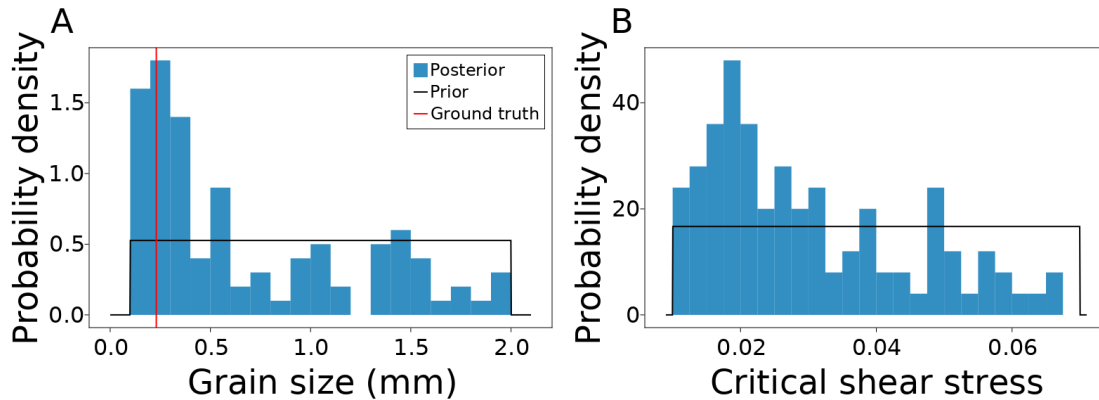 A
Probability density
1.5
1.0
0.5
0.0
0.0 0.5 1.0 1.5 2.0
Grain size (mm)
Posterior
Prior
Ground truth
B
Probability density
40
20
0
0.02 0.04 0.06
Critical shear stress